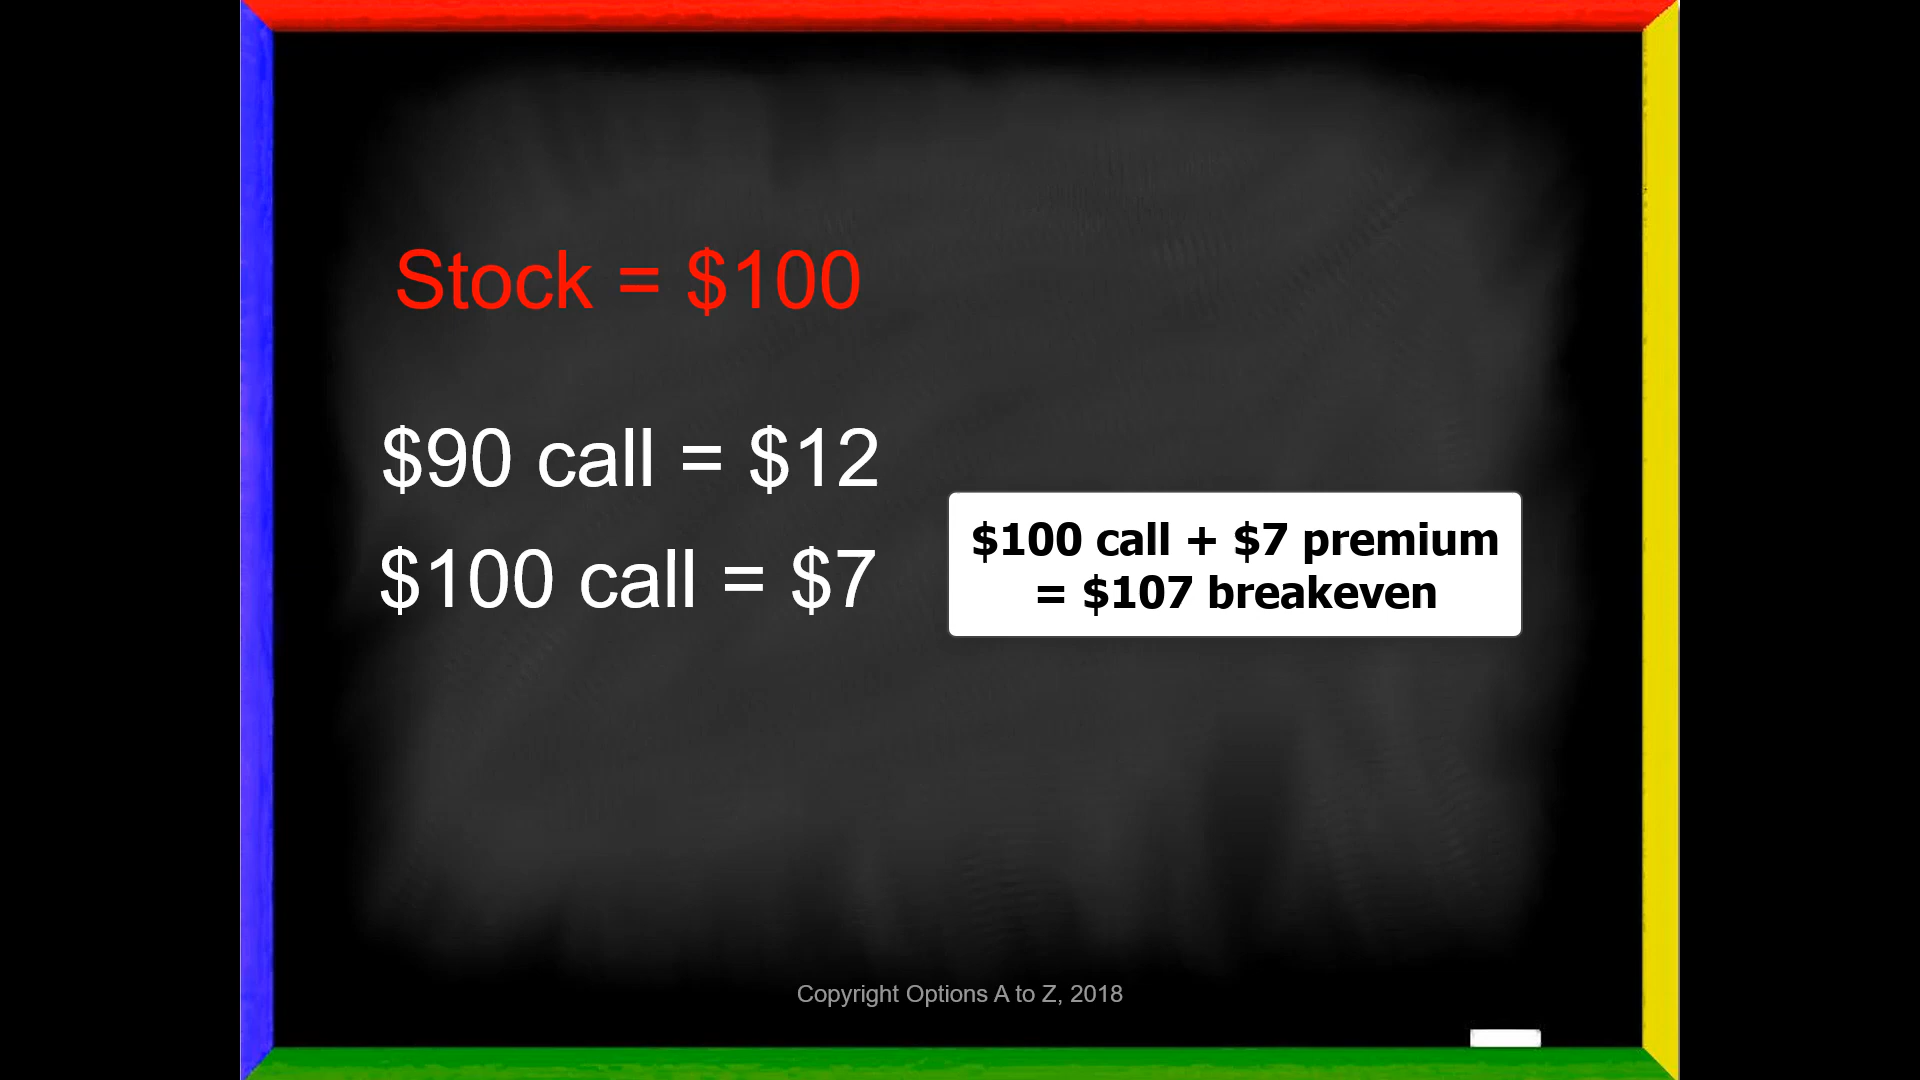 Stock = $100
$90 call = $12
$100 call = $7
$100 call + $7 premium
= $107 breakeven
Copyright Options A to Z, 2018